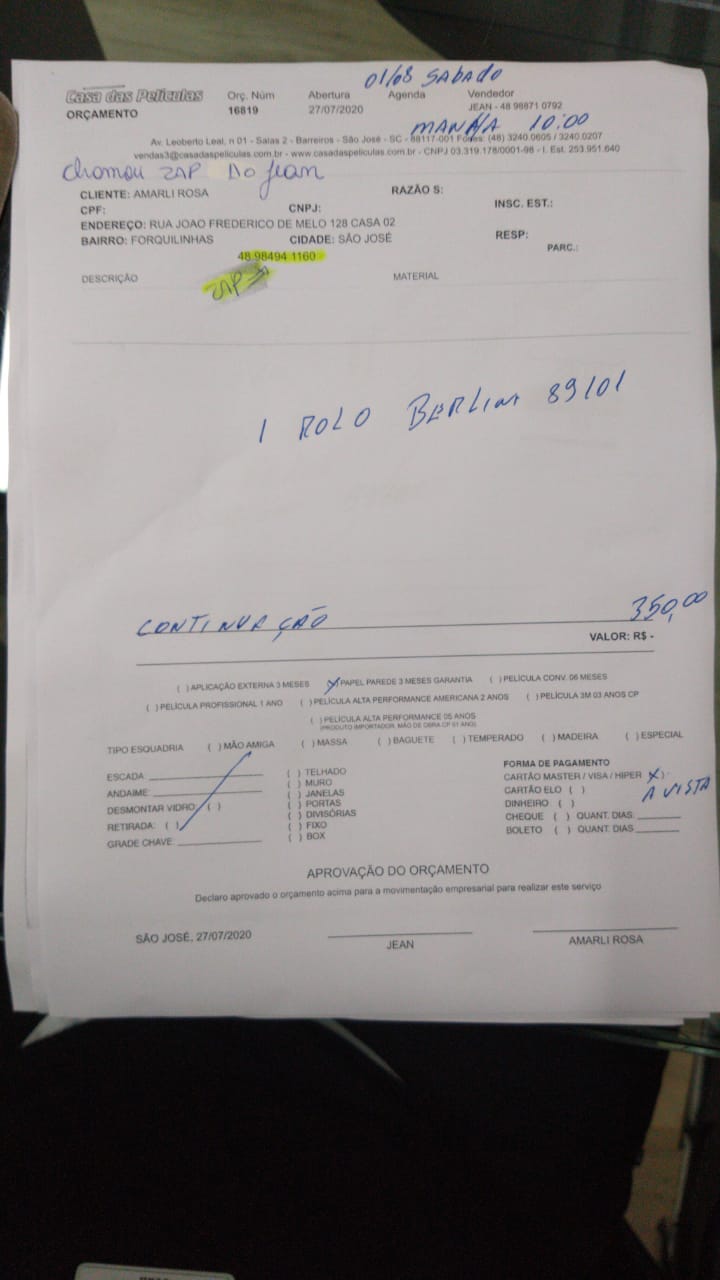 01/08 SABADO
Casa das Películas Orç. Núm Abertura Agenda Vendedor
ORÇAMENTO 16819 27/07/2020 JEAN - 48 98871 0792
MANHA 10:00
Av. Leoberto Leal, n 01 - Salas 2 - Barreiros - São José - SC - 88117-001 Fones: (48) 3240.0605 / 3240.0207
vendas3@casadaspeliculas.com.br - www.casadaspeliculas.com.br - CNPJ 03.319.178/0001-98 - I. Est. 253.951.640
chamou ZAP Do Jean
CLIENTE: AMARLI ROSA RAZÃO S:
CPF: CNPJ: INSC. EST.:
ENDEREÇO: RUA JOAO FREDERICO DE MELO 128 CASA 02
BAIRRO: FORQUILINHAS CIDADE: SÃO JOSÉ RESP:
PARC.:
48 98494 1160
ZAP
DESCRIÇÃO MATERIAL
1 ROLO BERLIM 89101
CONTINUAÇÃO 350,00
VALOR: R$ -
( ) APLICAÇÃO EXTERNA 3 MESES (X) PAPEL PAREDE 3 MESES GARANTIA ( ) PELÍCULA CONV. 06 MESES
( ) PELÍCULA PROFISSIONAL 1 ANO ( ) PELÍCULA ALTA PERFORMANCE AMERICANA 2 ANOS ( ) PELÍCULA 3M 03 ANOS CP
( ) PELÍCULA ALTA PERFORMANCE 05 ANOS
(PRODUTO IMPORTADOR, MÃO DE OBRA CP 01 ANO)
TIPO ESQUADRIA ( ) MÃO AMIGA ( ) MASSA ( ) BAGUETE ( ) TEMPERADO ( ) MADEIRA ( ) ESPECIAL
ESCADA:
ANDAIME:
DESMONTAR VIDRO: ( )
RETIRADA: ( )
GRADE CHAVE:
( ) TELHADO
( ) MURO
( ) JANELAS
( ) PORTAS
( ) DIVISÓRIAS
( ) FIXO
( ) BOX
FORMA DE PAGAMENTO
CARTÃO MASTER / VISA / HIPER (X)
CARTÃO ELO ( ) A VISTA
DINHEIRO ( )
CHEQUE ( ) QUANT. DIAS:
BOLETO ( ) QUANT. DIAS
APROVAÇÃO DO ORÇAMENTO
Declaro aprovado o orçamento acima para a movimentação empresarial para realizar este serviço
SÃO JOSÉ, 27/07/2020
JEAN AMARLI ROSA